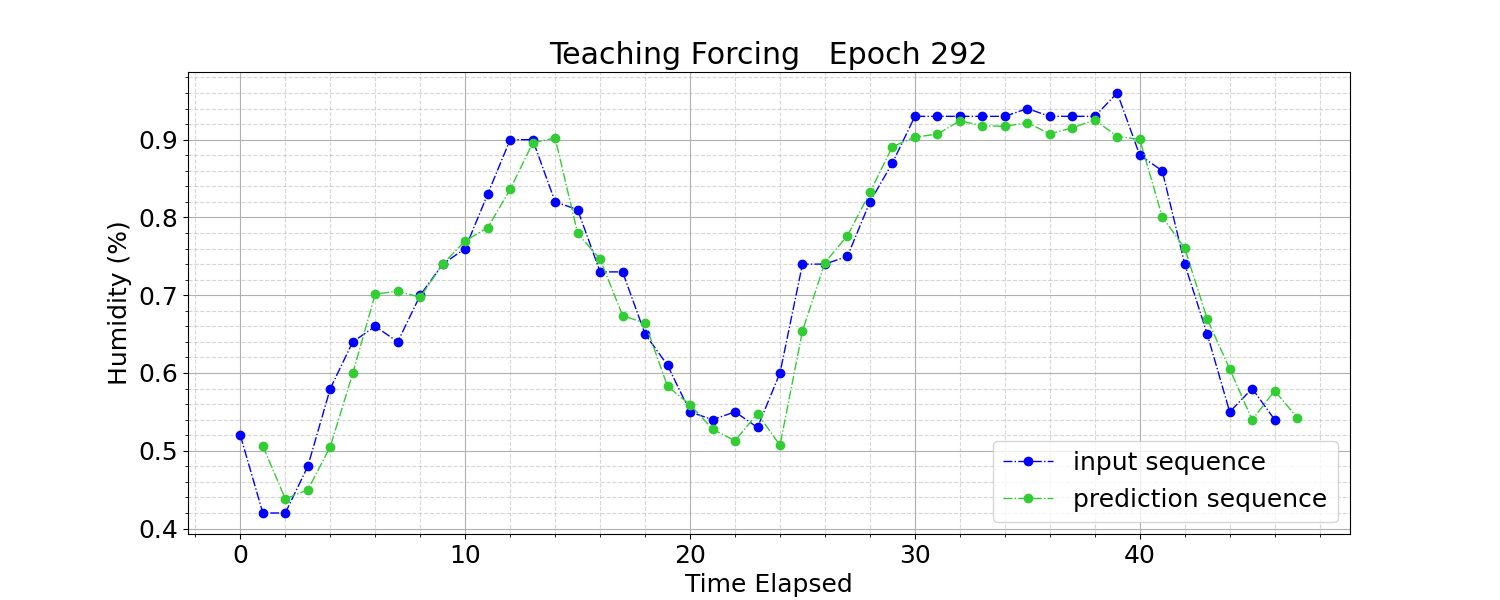 Teaching Forcing   Epoch 292
Humidity (%)
0.9
0.8
0.7
0.6
0.5
0.4
0
10
20
30
40
Time Elapsed
input sequence
prediction sequence